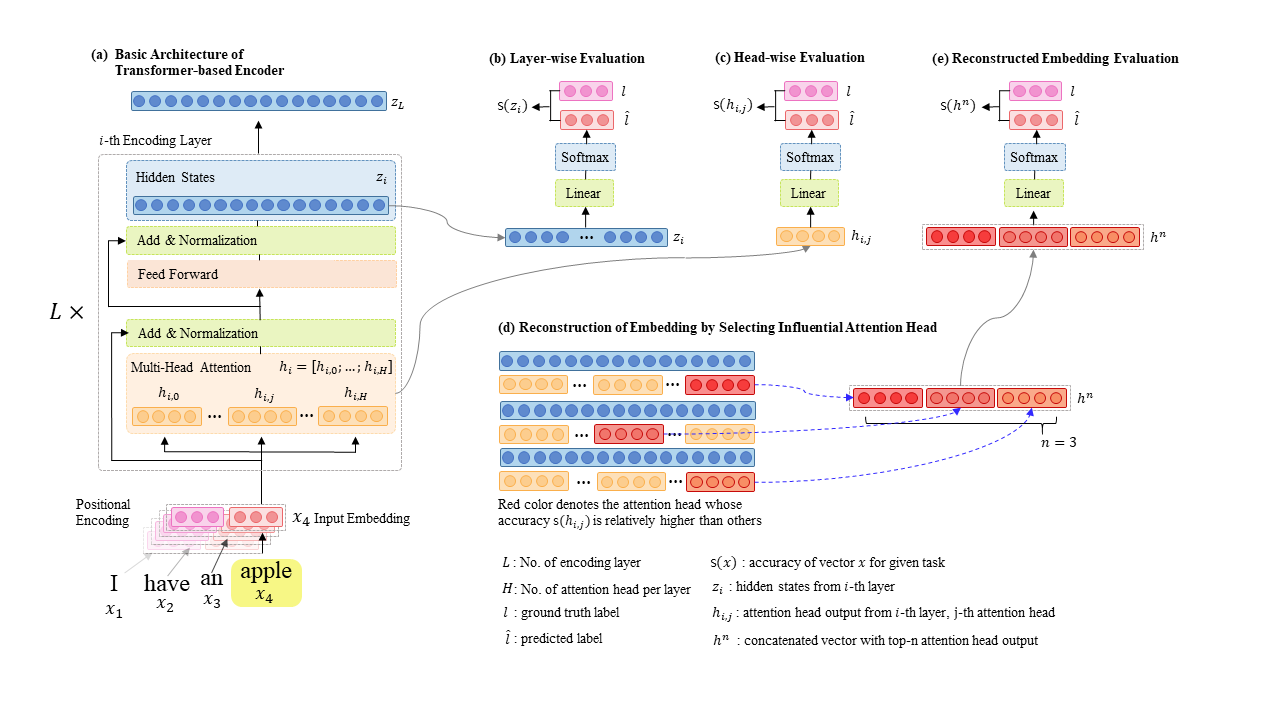 (a) Basic Architecture of
Transformer-based Encoder
z_L
i-th Encoding Layer
Hidden States z_i
Add & Normalization
Feed Forward
L ×
Add & Normalization
Multi-Head Attention h_i = [h_{i,0}; …; h_{i,H}]
h_{i,0} h_{i,j} h_{i,H}
... ...
Positional
Encoding
x_4 Input Embedding
I have an apple
x_1 x_2 x_3 x_4
(b) Layer-wise Evaluation
s(z_i)
l
l̂
Softmax
Linear
... z_i
(c) Head-wise Evaluation
s(h_{i,j})
l
l̂
Softmax
Linear
h_{i,j}
(e) Reconstructed Embedding Evaluation
s(h^n)
l
l̂
Softmax
Linear
h^n
(d) Reconstruction of Embedding by Selecting Influential Attention Head
... ...
... ...
... ...
h^n
n = 3
Red color denotes the attention head whose
accuracy s(h_{i,j}) is relatively higher than others
L : No. of encoding layer
H: No. of attention head per layer
l : ground truth label
l̂ : predicted label
s(x) : accuracy of vector x for given task
z_i : hidden states from i-th layer
h_{i,j} : attention head output from i-th layer, j-th attention head
h^n : concatenated vector with top-n attention head output